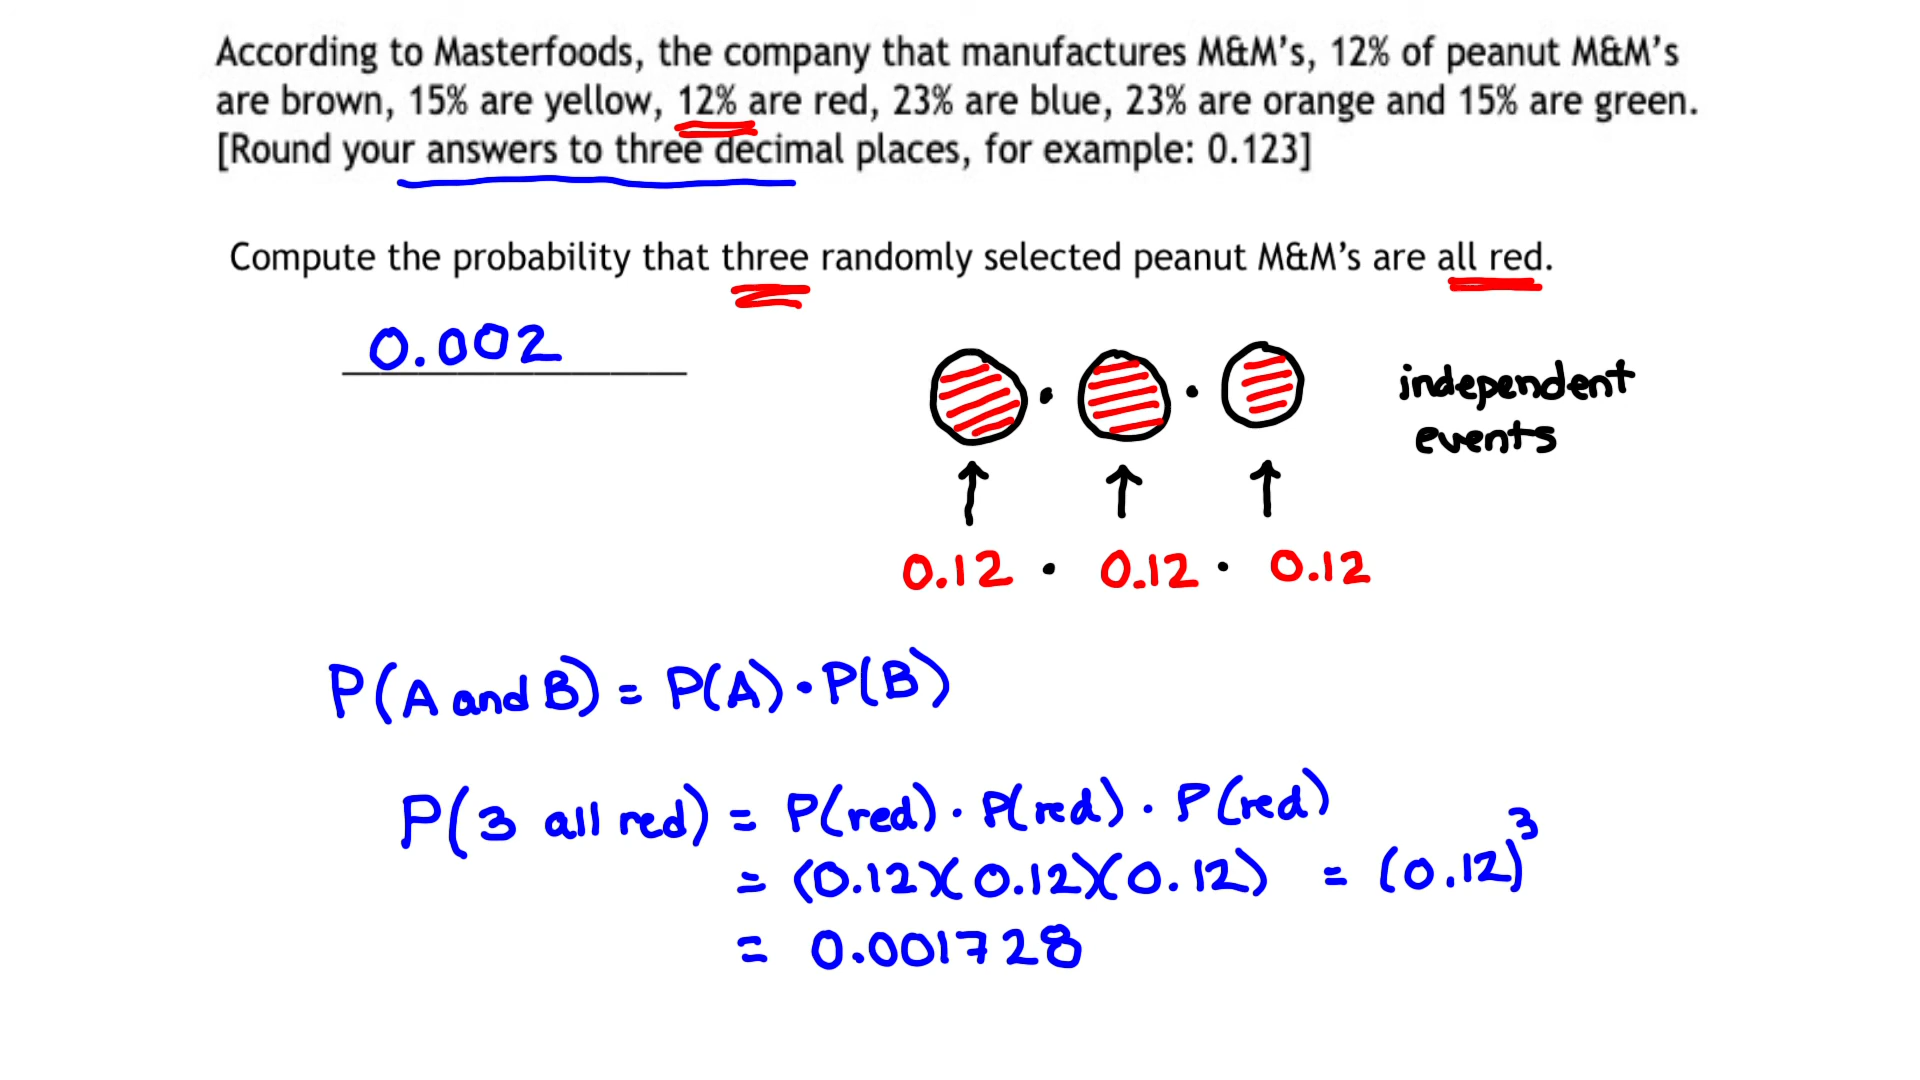 According to Masterfoods, the company that manufactures M&M’s, 12% of peanut M&M’s
are brown, 15% are yellow, 12% are red, 23% are blue, 23% are orange and 15% are green.
[Round your answers to three decimal places, for example: 0.123]
Compute the probability that three randomly selected peanut M&M’s are all red.
0.002
independent
events
0.12 · 0.12 · 0.12
P(A and B) = P(A) · P(B)
P(3 all red) = P(red) · P(red) · P(red)
= (0.12)(0.12)(0.12) = (0.12)³
= 0.001728